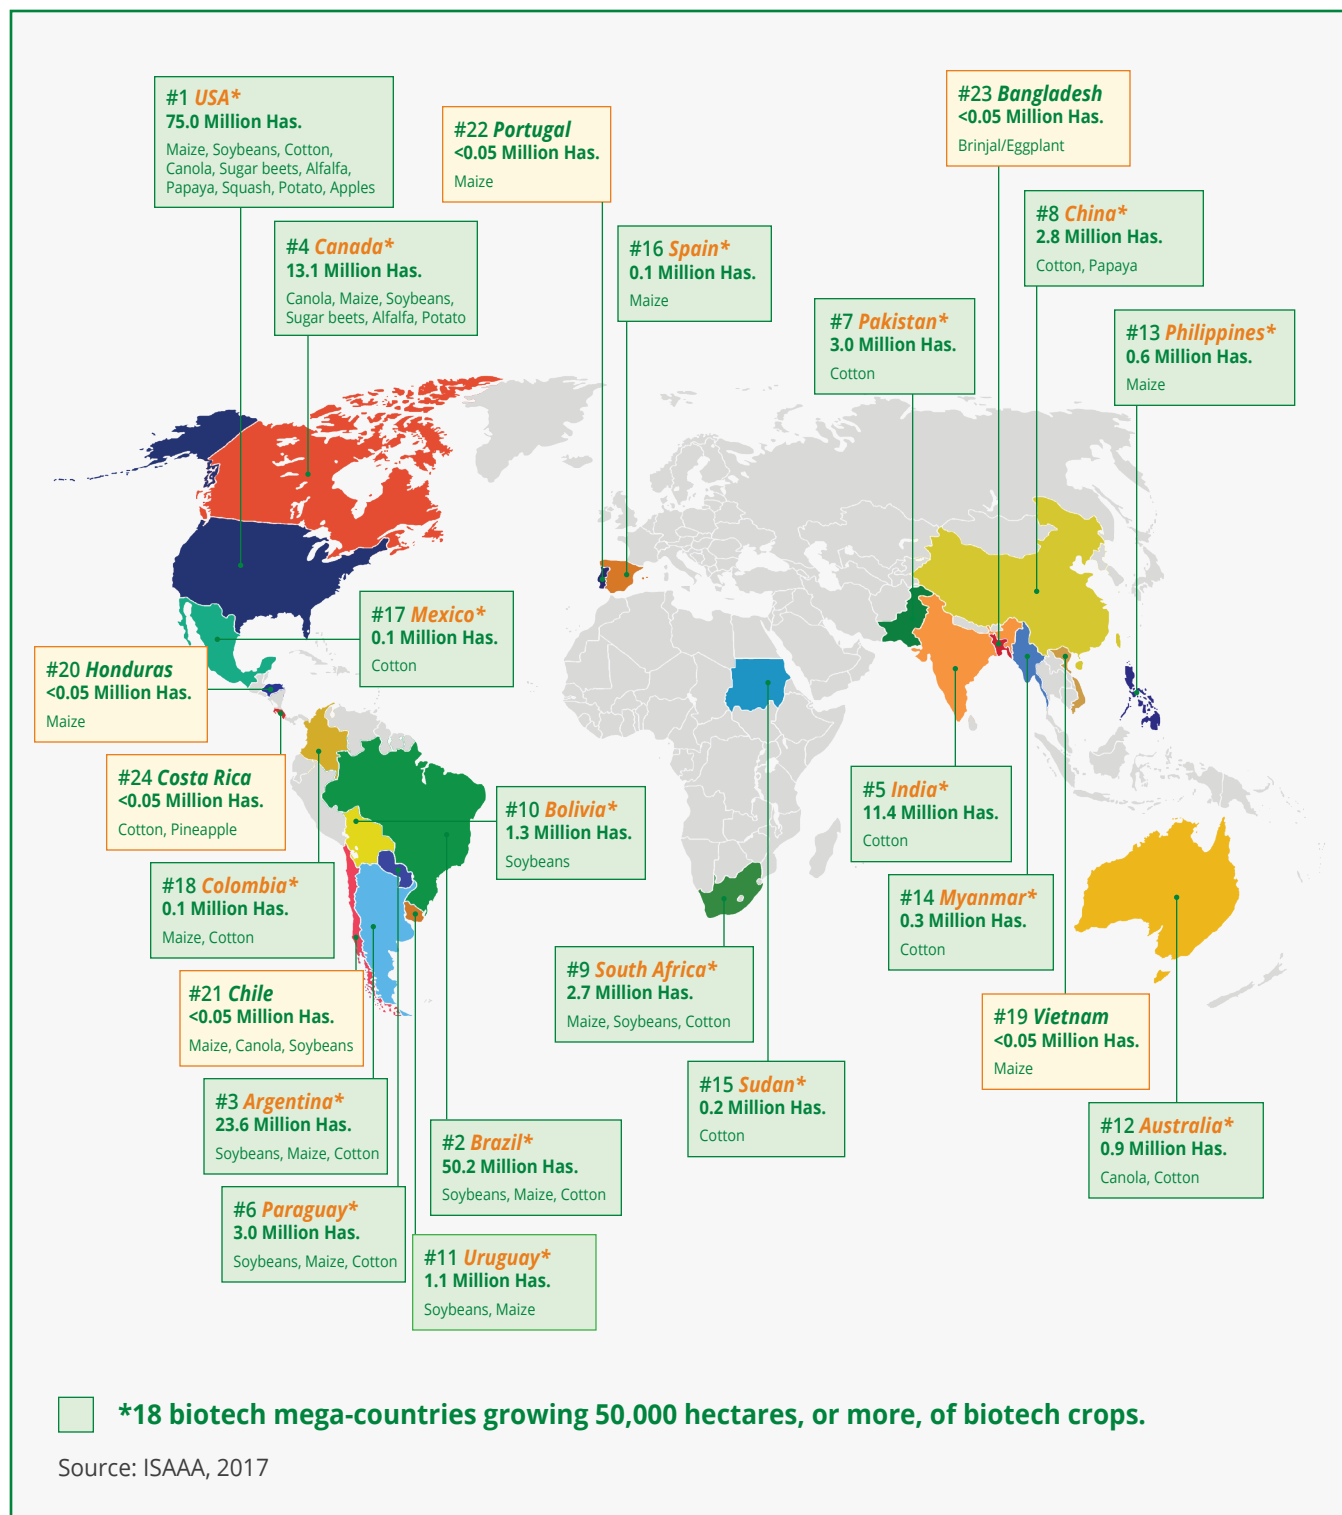 #1 USA*
75.0 Million Has.
Maize, Soybeans, Cotton,
Canola, Sugar beets, Alfalfa,
Papaya, Squash, Potato, Apples
#4 Canada*
13.1 Million Has.
Canola, Maize, Soybeans,
Sugar beets, Alfalfa, Potato
#22 Portugal
<0.05 Million Has.
Maize
#16 Spain*
0.1 Million Has.
Maize
#23 Bangladesh
<0.05 Million Has.
Brinjal/Eggplant
#8 China*
2.8 Million Has.
Cotton, Papaya
#7 Pakistan*
3.0 Million Has.
Cotton
#13 Philippines*
0.6 Million Has.
Maize
#17 Mexico*
0.1 Million Has.
Cotton
#20 Honduras
<0.05 Million Has.
Maize
#24 Costa Rica
<0.05 Million Has.
Cotton, Pineapple
#10 Bolivia*
1.3 Million Has.
Soybeans
#18 Colombia*
0.1 Million Has.
Maize, Cotton
#21 Chile
<0.05 Million Has.
Maize, Canola, Soybeans
#3 Argentina*
23.6 Million Has.
Soybeans, Maize, Cotton
#2 Brazil*
50.2 Million Has.
Soybeans, Maize, Cotton
#6 Paraguay*
3.0 Million Has.
Soybeans, Maize, Cotton
#11 Uruguay*
1.1 Million Has.
Soybeans, Maize
#9 South Africa*
2.7 Million Has.
Maize, Soybeans, Cotton
#15 Sudan*
0.2 Million Has.
Cotton
#5 India*
11.4 Million Has.
Cotton
#14 Myanmar*
0.3 Million Has.
Cotton
#19 Vietnam
<0.05 Million Has.
Maize
#12 Australia*
0.9 Million Has.
Canola, Cotton
*18 biotech mega-countries growing 50,000 hectares, or more, of biotech crops.
Source: ISAAA, 2017